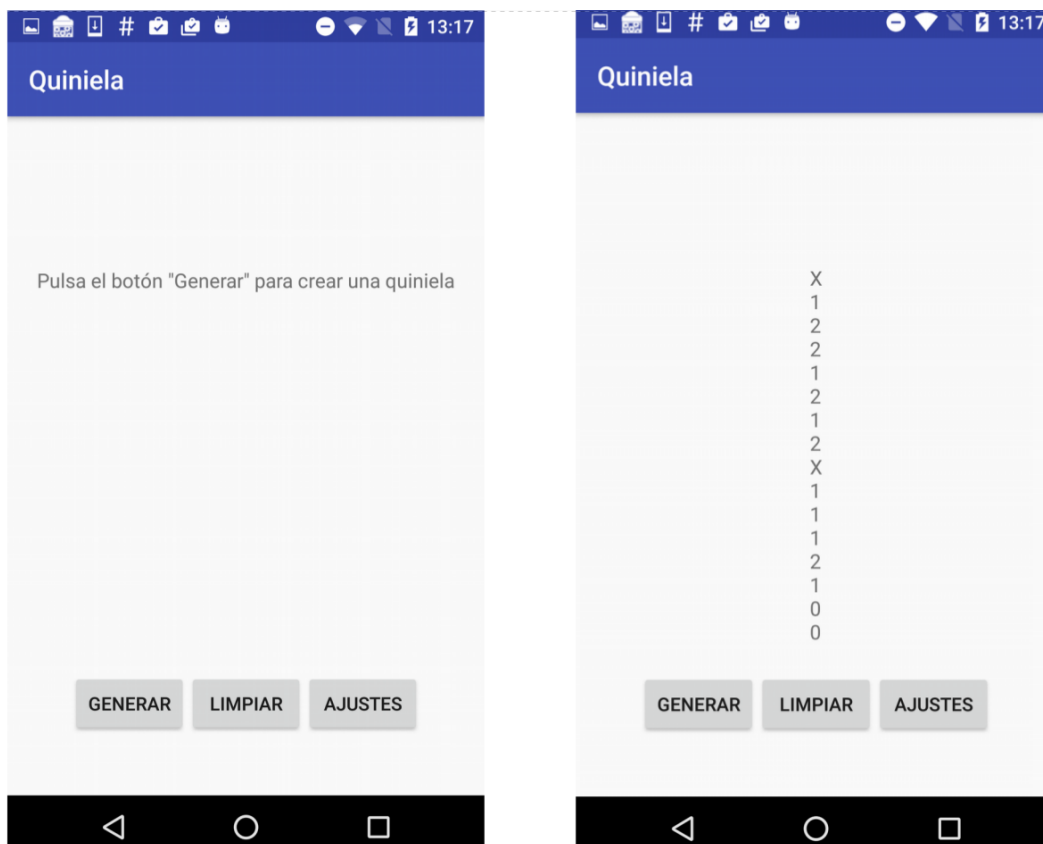 13:17
Quiniela
Pulsa el botón "Generar" para crear una quiniela
GENERAR
LIMPIAR
AJUSTES
13:17
Quiniela
X
1
2
2
1
2
1
2
X
1
1
1
2
1
0
0
GENERAR
LIMPIAR
AJUSTES